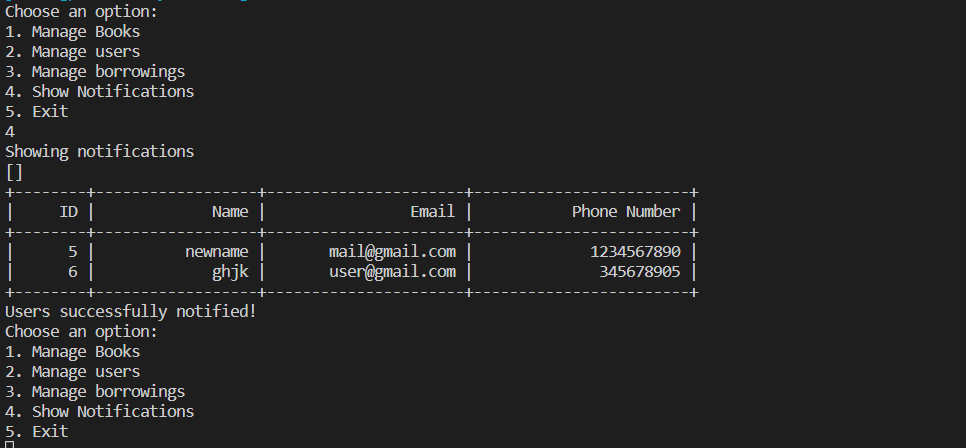 Choose an option:
1. Manage Books
2. Manage users
3. Manage borrowings
4. Show Notifications
5. Exit
4
Showing notifications
[]
+--------+------------------+----------------------+------------------------+
|     ID |             Name |                Email |           Phone Number |
+--------+------------------+----------------------+------------------------+
|      5 |          newname |       mail@gmail.com |             1234567890 |
|      6 |             ghjk |       user@gmail.com |              345678905 |
+--------+------------------+----------------------+------------------------+
Users successfully notified!
Choose an option:
1. Manage Books
2. Manage users
3. Manage borrowings
4. Show Notifications
5. Exit